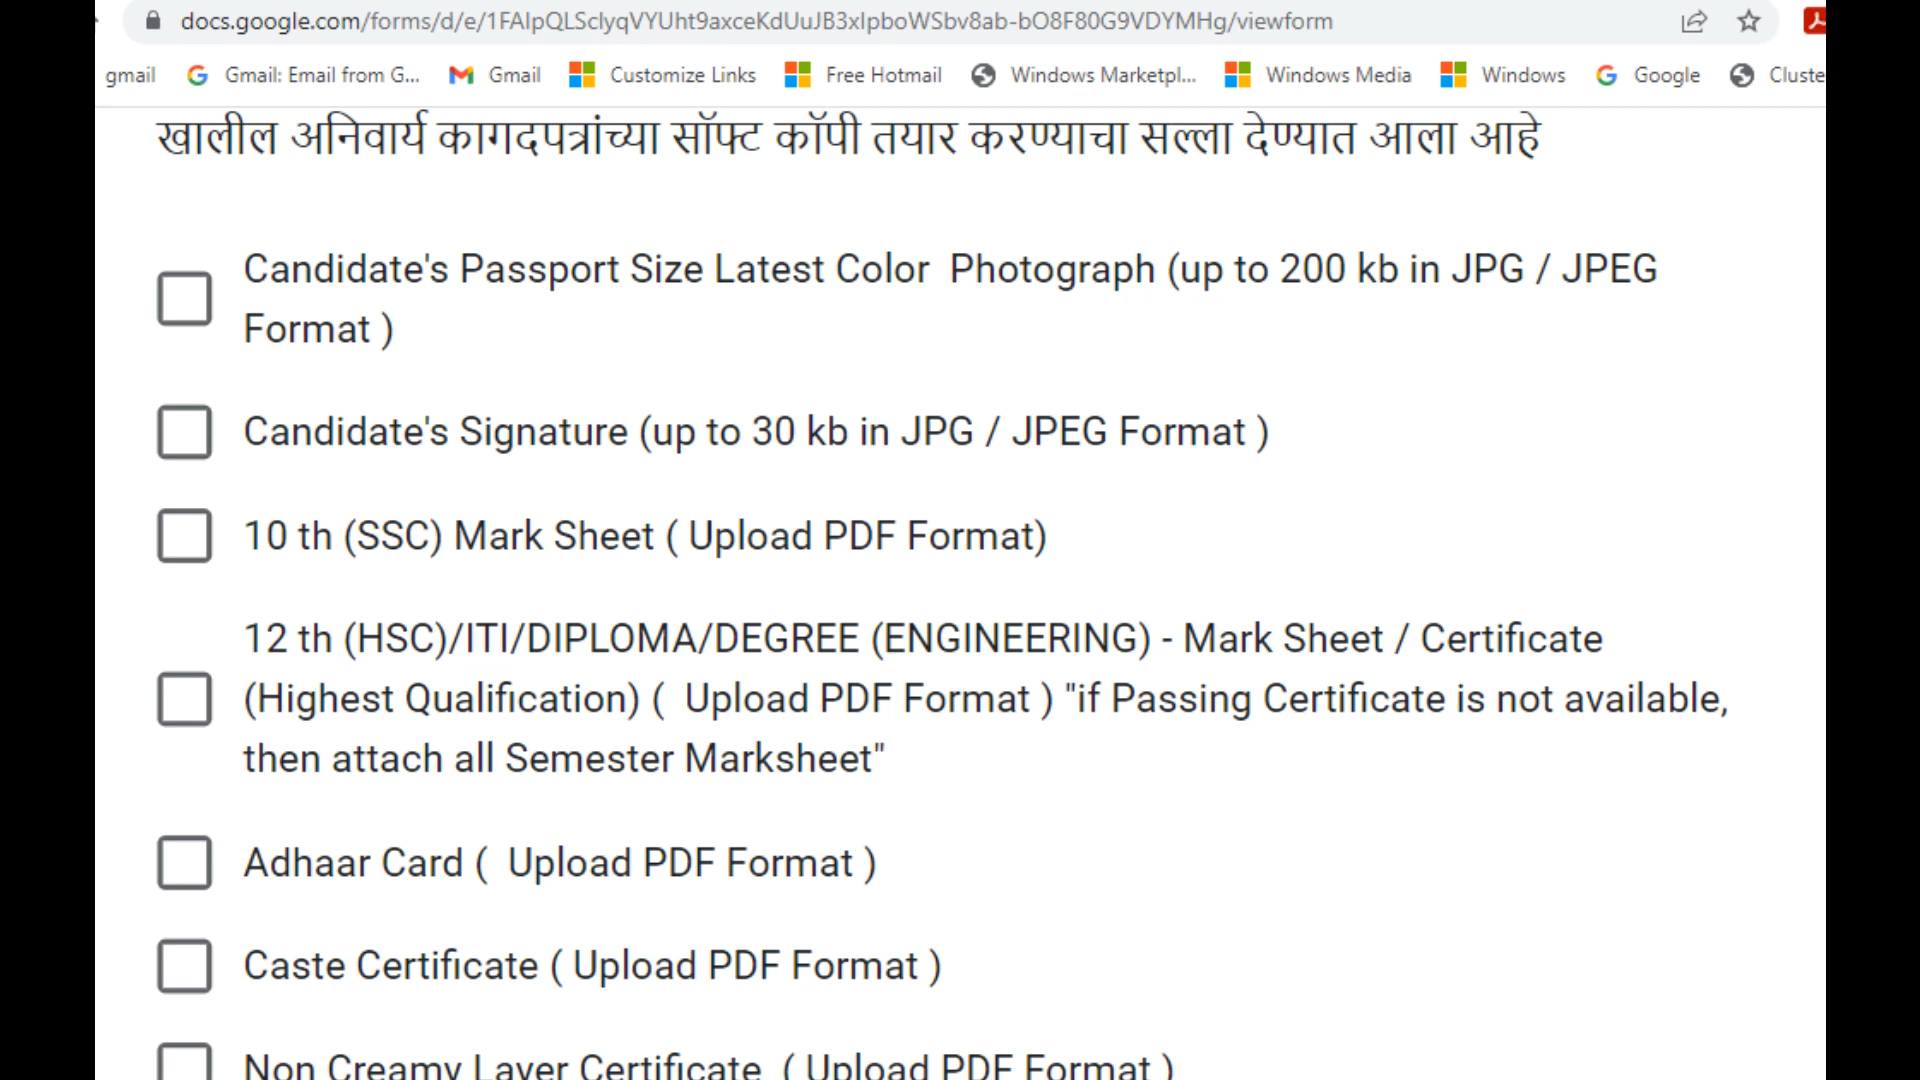 docs.google.com/forms/d/e/1FAIpQLSclyqVYUht9axceKdUuJB3xIpboWSbv8ab-bO8F80G9VDYMHg/viewform
gmail Gmail: Email from G... Gmail Customize Links Free Hotmail Windows Marketpl... Windows Media Windows Google Cluste
खालील अनिवार्य कागदपत्रांच्या सॉफ्ट कॉपी तयार करण्याचा सल्ला देण्यात आला आहे
Candidate's Passport Size Latest Color  Photograph (up to 200 kb in JPG / JPEG
Format )
Candidate's Signature (up to 30 kb in JPG / JPEG Format )
10 th (SSC) Mark Sheet ( Upload PDF Format)
12 th (HSC)/ITI/DIPLOMA/DEGREE (ENGINEERING) - Mark Sheet / Certificate
(Highest Qualification) (  Upload PDF Format ) "if Passing Certificate is not available,
then attach all Semester Marksheet"
Adhaar Card (  Upload PDF Format )
Caste Certificate ( Upload PDF Format )
Non Creamy Layer Certificate  ( Upload PDF Format )